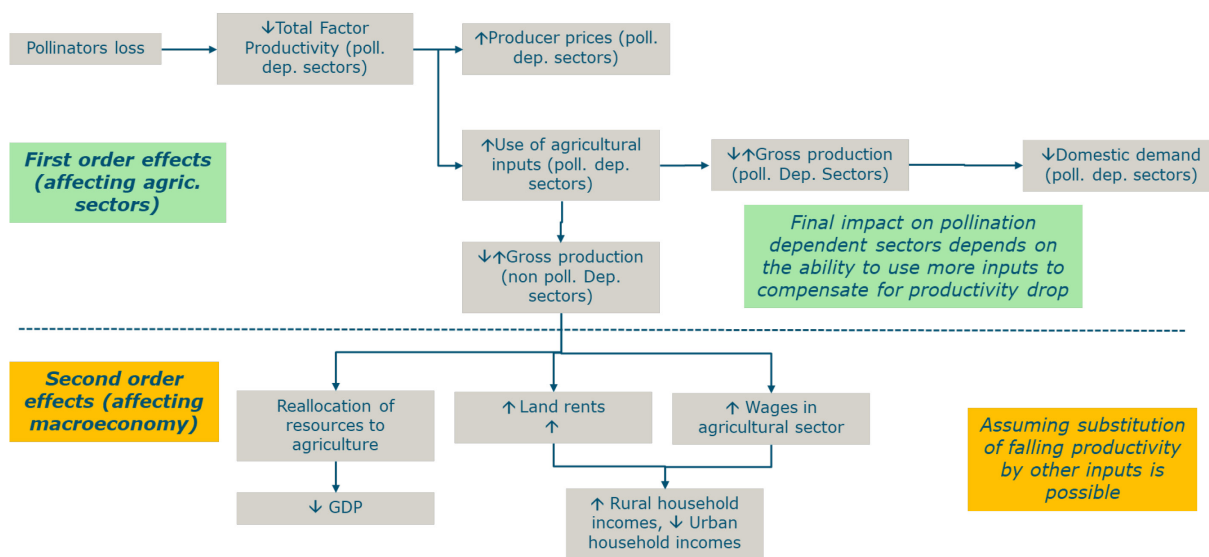 Pollinators loss
↓Total Factor
Productivity (poll.
dep. sectors)
↑Producer prices (poll.
dep. sectors)
First order effects
(affecting agric.
sectors)
↑Use of agricultural
inputs (poll. dep.
sectors)
↓↑Gross production
(poll. Dep. Sectors)
↓Domestic demand
(poll. dep. sectors)
Final impact on pollination
dependent sectors depends on
the ability to use more inputs to
compensate for productivity drop
↓↑Gross production
(non poll. Dep.
sectors)
Second order
effects (affecting
macroeconomy)
Reallocation of
resources to
agriculture
↑ Land rents
↑
↑ Wages in
agricultural sector
Assuming substitution
of falling productivity
by other inputs is
possible
↓ GDP
↑ Rural household
incomes, ↓ Urban
household incomes